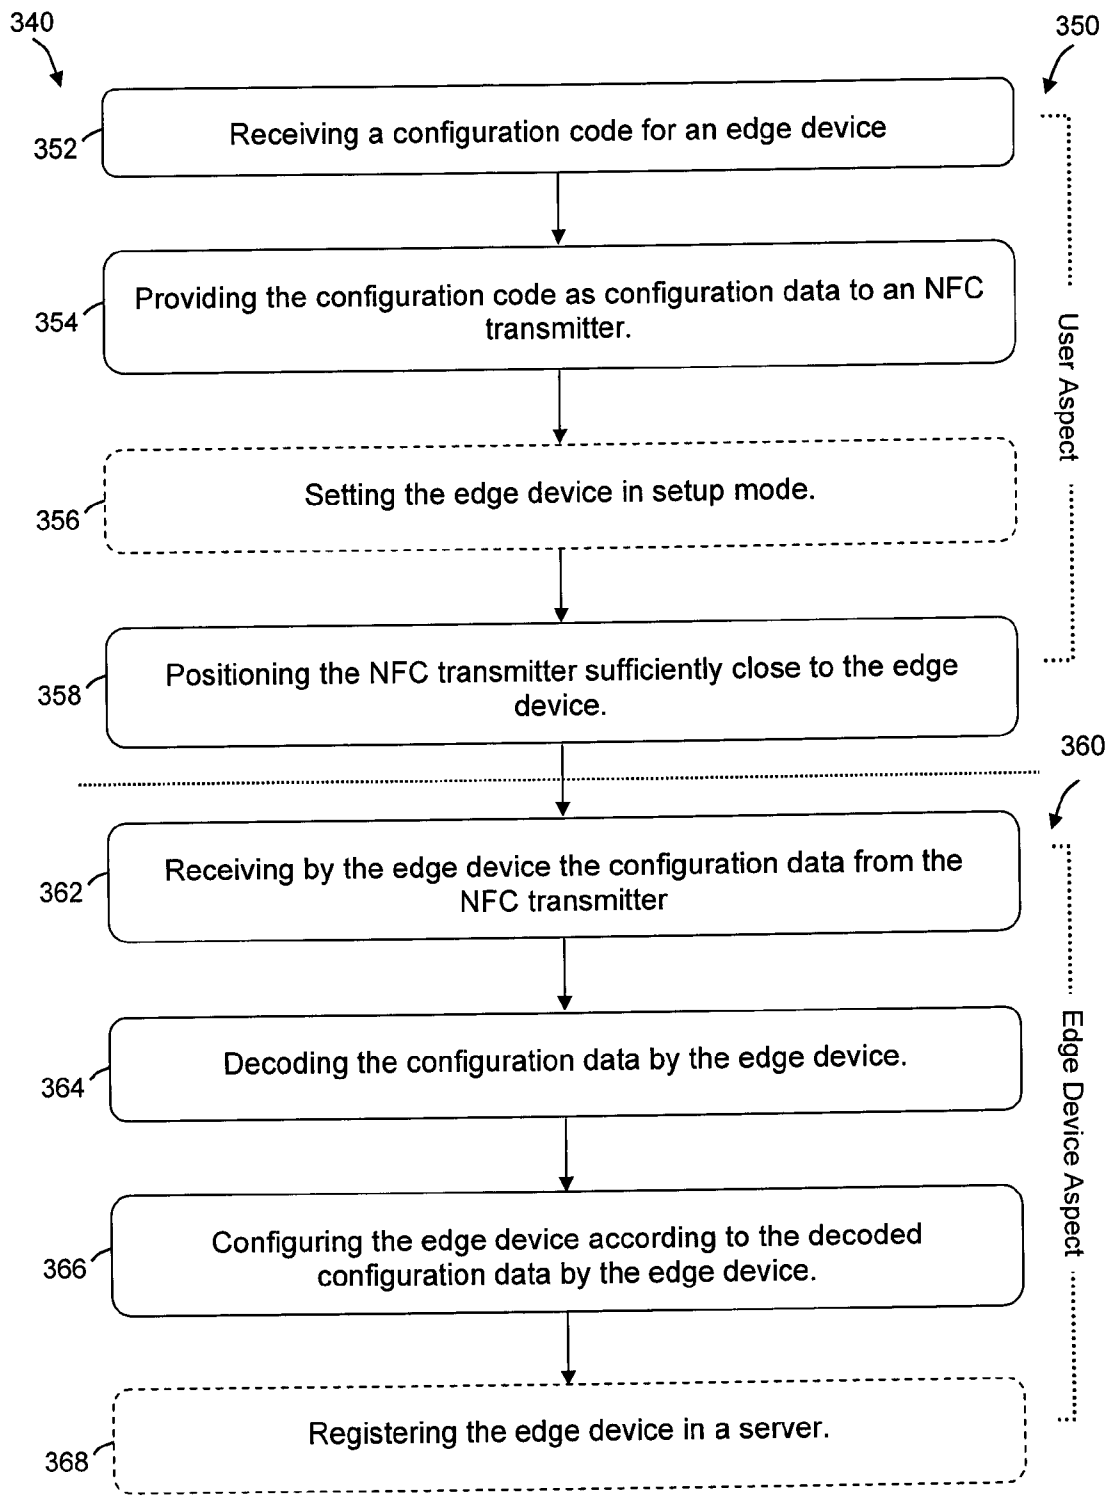 340
350
352
Receiving a configuration code for an edge device
354
Providing the configuration code as configuration data to an NFC
transmitter.
User Aspect
356
Setting the edge device in setup mode.
358
Positioning the NFC transmitter sufficiently close to the edge
device.
360
362
Receiving by the edge device the configuration data from the
NFC transmitter
364
Decoding the configuration data by the edge device.
Edge Device Aspect
366
Configuring the edge device according to the decoded
configuration data by the edge device.
368
Registering the edge device in a server.